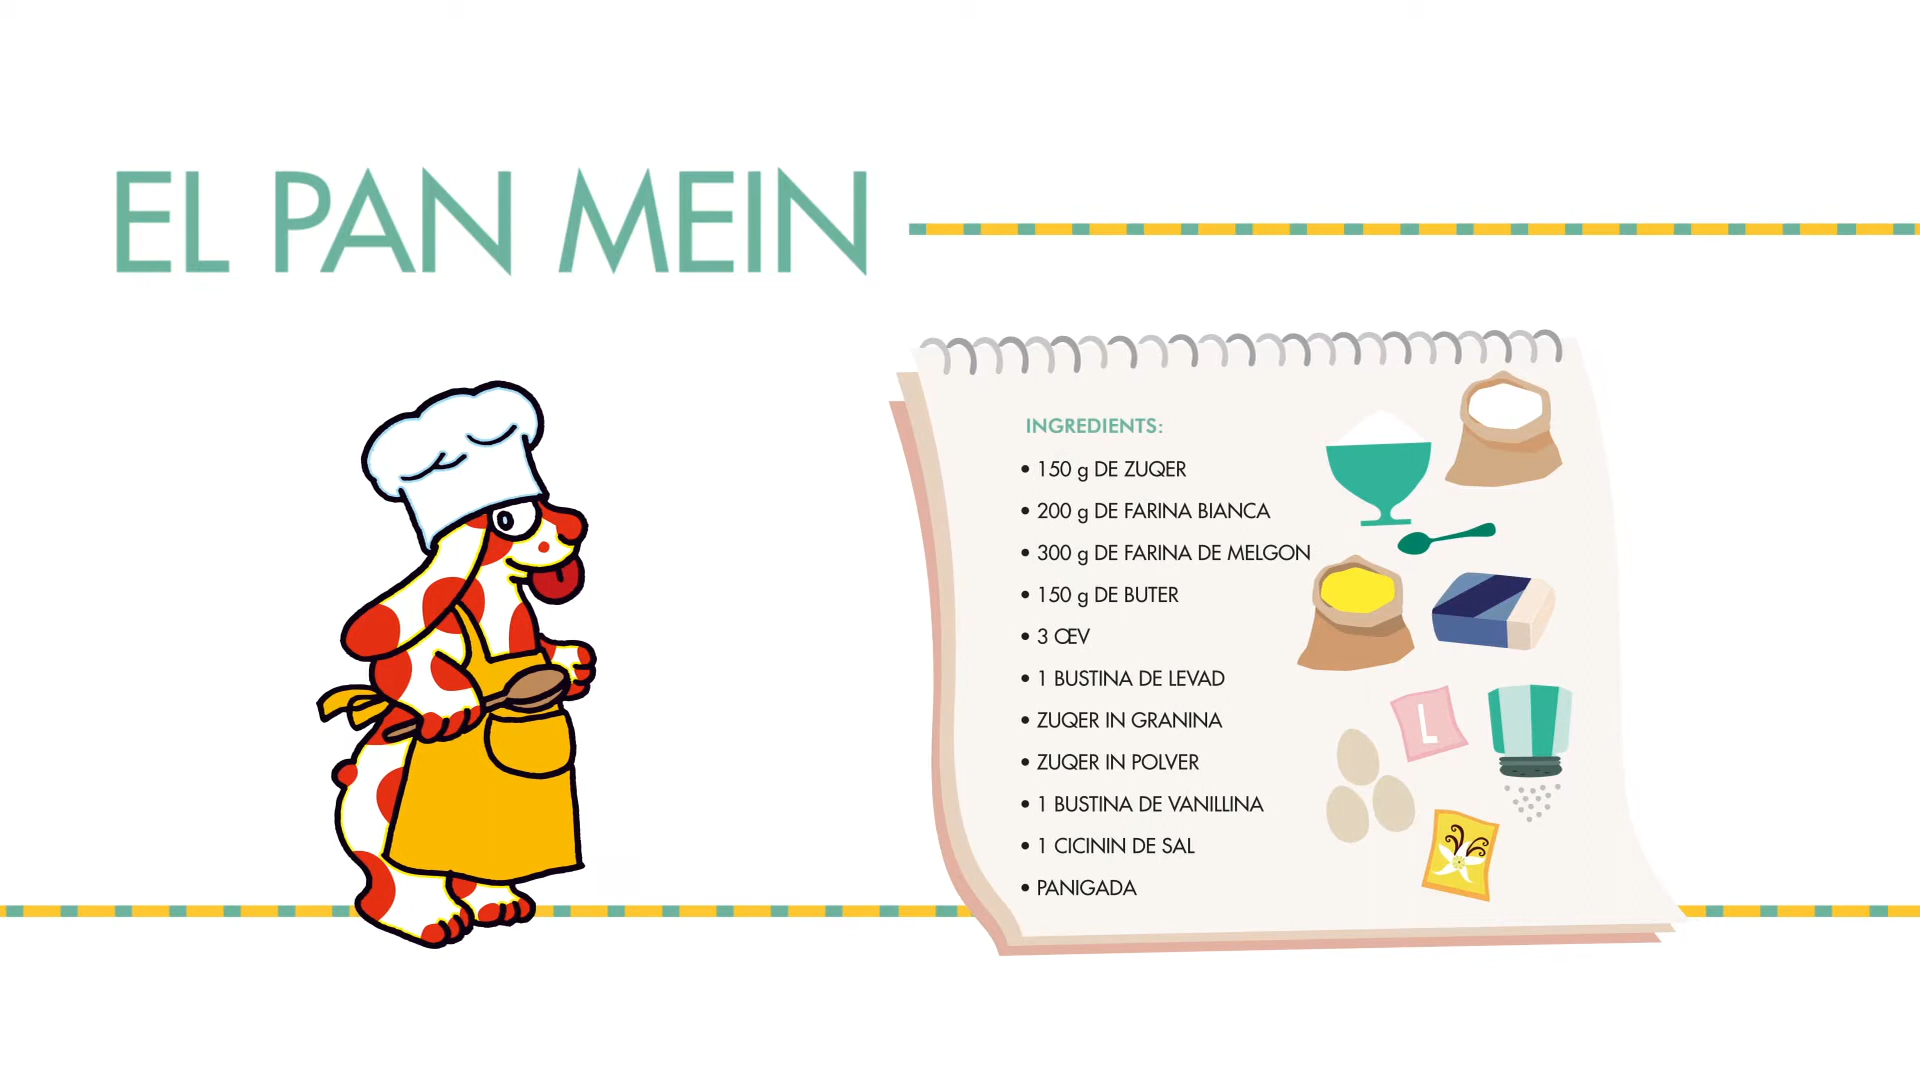 EL PAN MEIN
INGREDIENTS:
• 150 g DE ZUQER
• 200 g DE FARINA BIANCA
• 300 g DE FARINA DE MELGON
• 150 g DE BUTER
• 3 ŒV
• 1 BUSTINA DE LEVAD
• ZUQER IN GRANINA
• ZUQER IN POLVER
• 1 BUSTINA DE VANILLINA
• 1 CICININ DE SAL
• PANIGADA
L